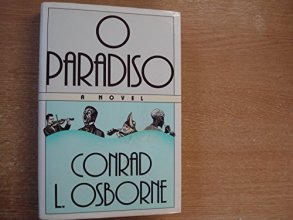 O
PARADISO
A NOVEL
CONRAD
L. OSBORNE